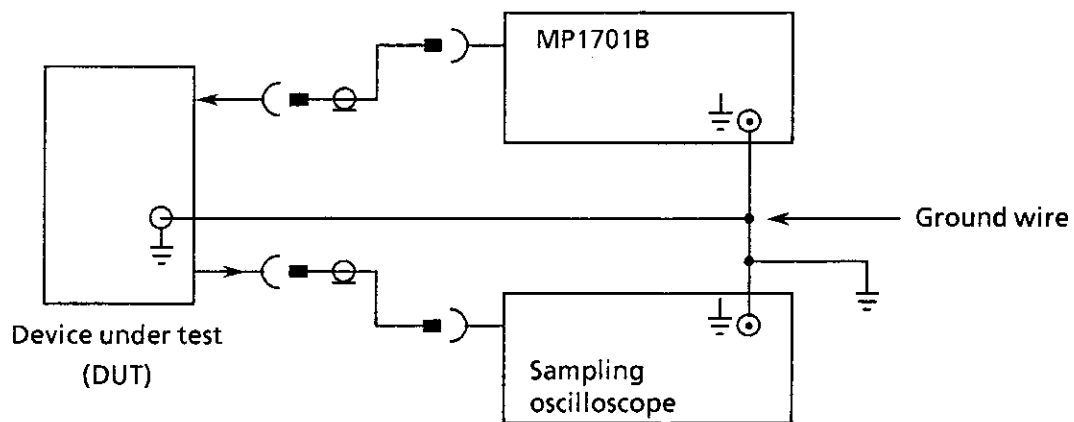 MP1701B
Ground wire
Device under test
(DUT)
Sampling
oscilloscope